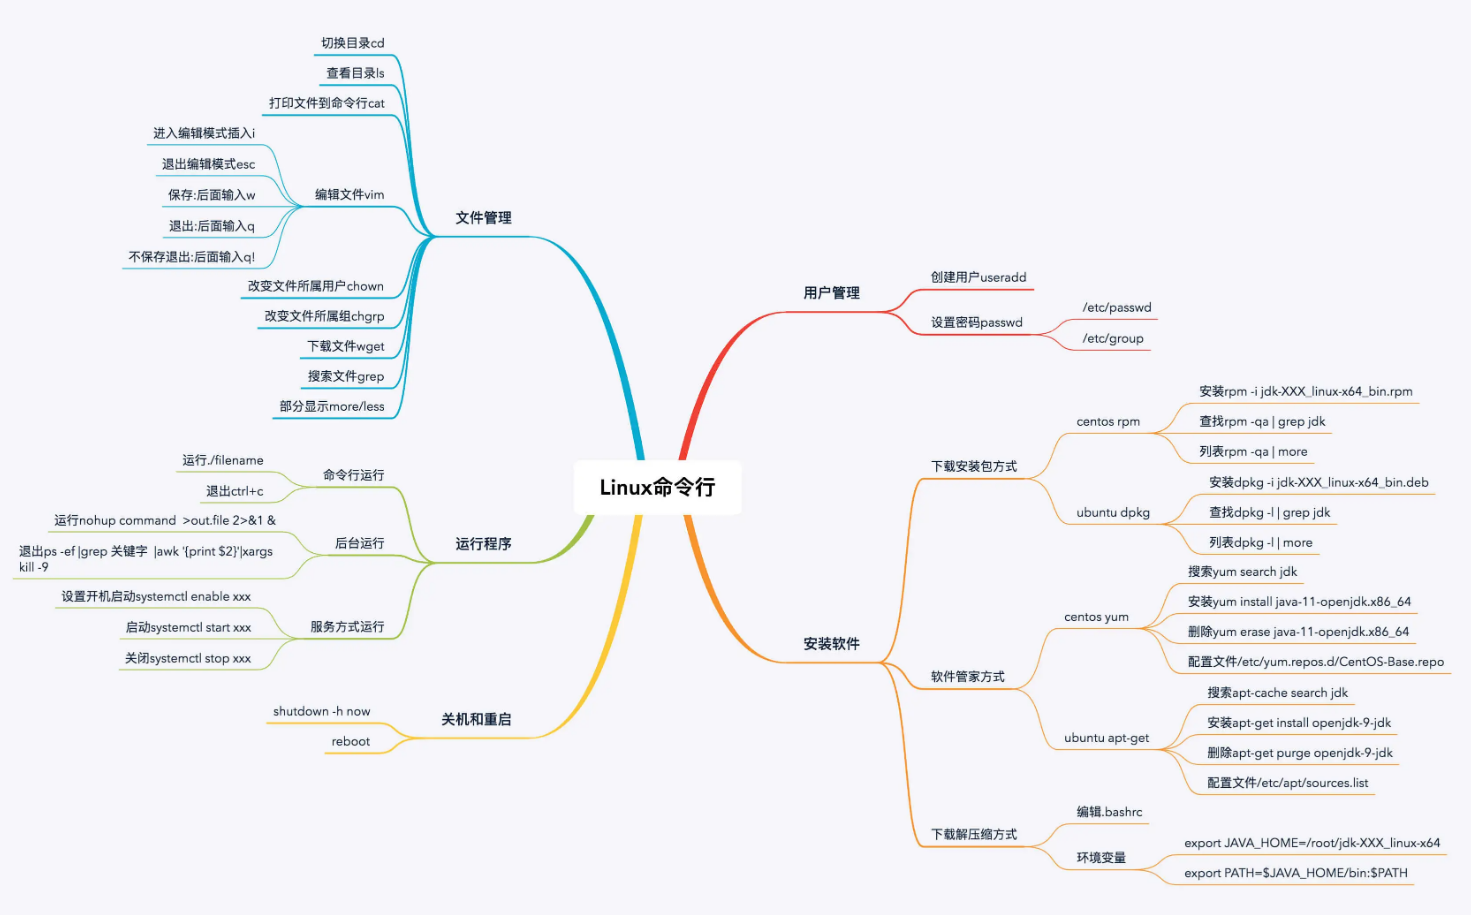 Linux命令行
文件管理
切换目录cd
查看目录ls
打印文件到命令行cat
编辑文件vim
进入编辑模式插入i
退出编辑模式esc
保存:后面输入w
退出:后面输入q
不保存退出:后面输入q!
改变文件所属用户chown
改变文件所属组chgrp
下载文件wget
搜索文件grep
部分显示more/less
运行程序
命令行运行
运行./filename
退出ctrl+c
后台运行
运行nohup command  >out.file 2>&1 &
退出ps -ef |grep 关键字  |awk '{print $2}'|xargs
kill -9
服务方式运行
设置开机启动systemctl enable xxx
启动systemctl start xxx
关闭systemctl stop xxx
关机和重启
shutdown -h now
reboot
用户管理
创建用户useradd
设置密码passwd
/etc/passwd
/etc/group
安装软件
下载安装包方式
centos rpm
安装rpm -i jdk-XXX_linux-x64_bin.rpm
查找rpm -qa | grep jdk
列表rpm -qa | more
ubuntu dpkg
安装dpkg -i jdk-XXX_linux-x64_bin.deb
查找dpkg -l | grep jdk
列表dpkg -l | more
软件管家方式
centos yum
搜索yum search jdk
安装yum install java-11-openjdk.x86_64
删除yum erase java-11-openjdk.x86_64
配置文件/etc/yum.repos.d/CentOS-Base.repo
ubuntu apt-get
搜索apt-cache search jdk
安装apt-get install openjdk-9-jdk
删除apt-get purge openjdk-9-jdk
配置文件/etc/apt/sources.list
下载解压缩方式
编辑.bashrc
环境变量
export JAVA_HOME=/root/jdk-XXX_linux-x64
export PATH=$JAVA_HOME/bin:$PATH